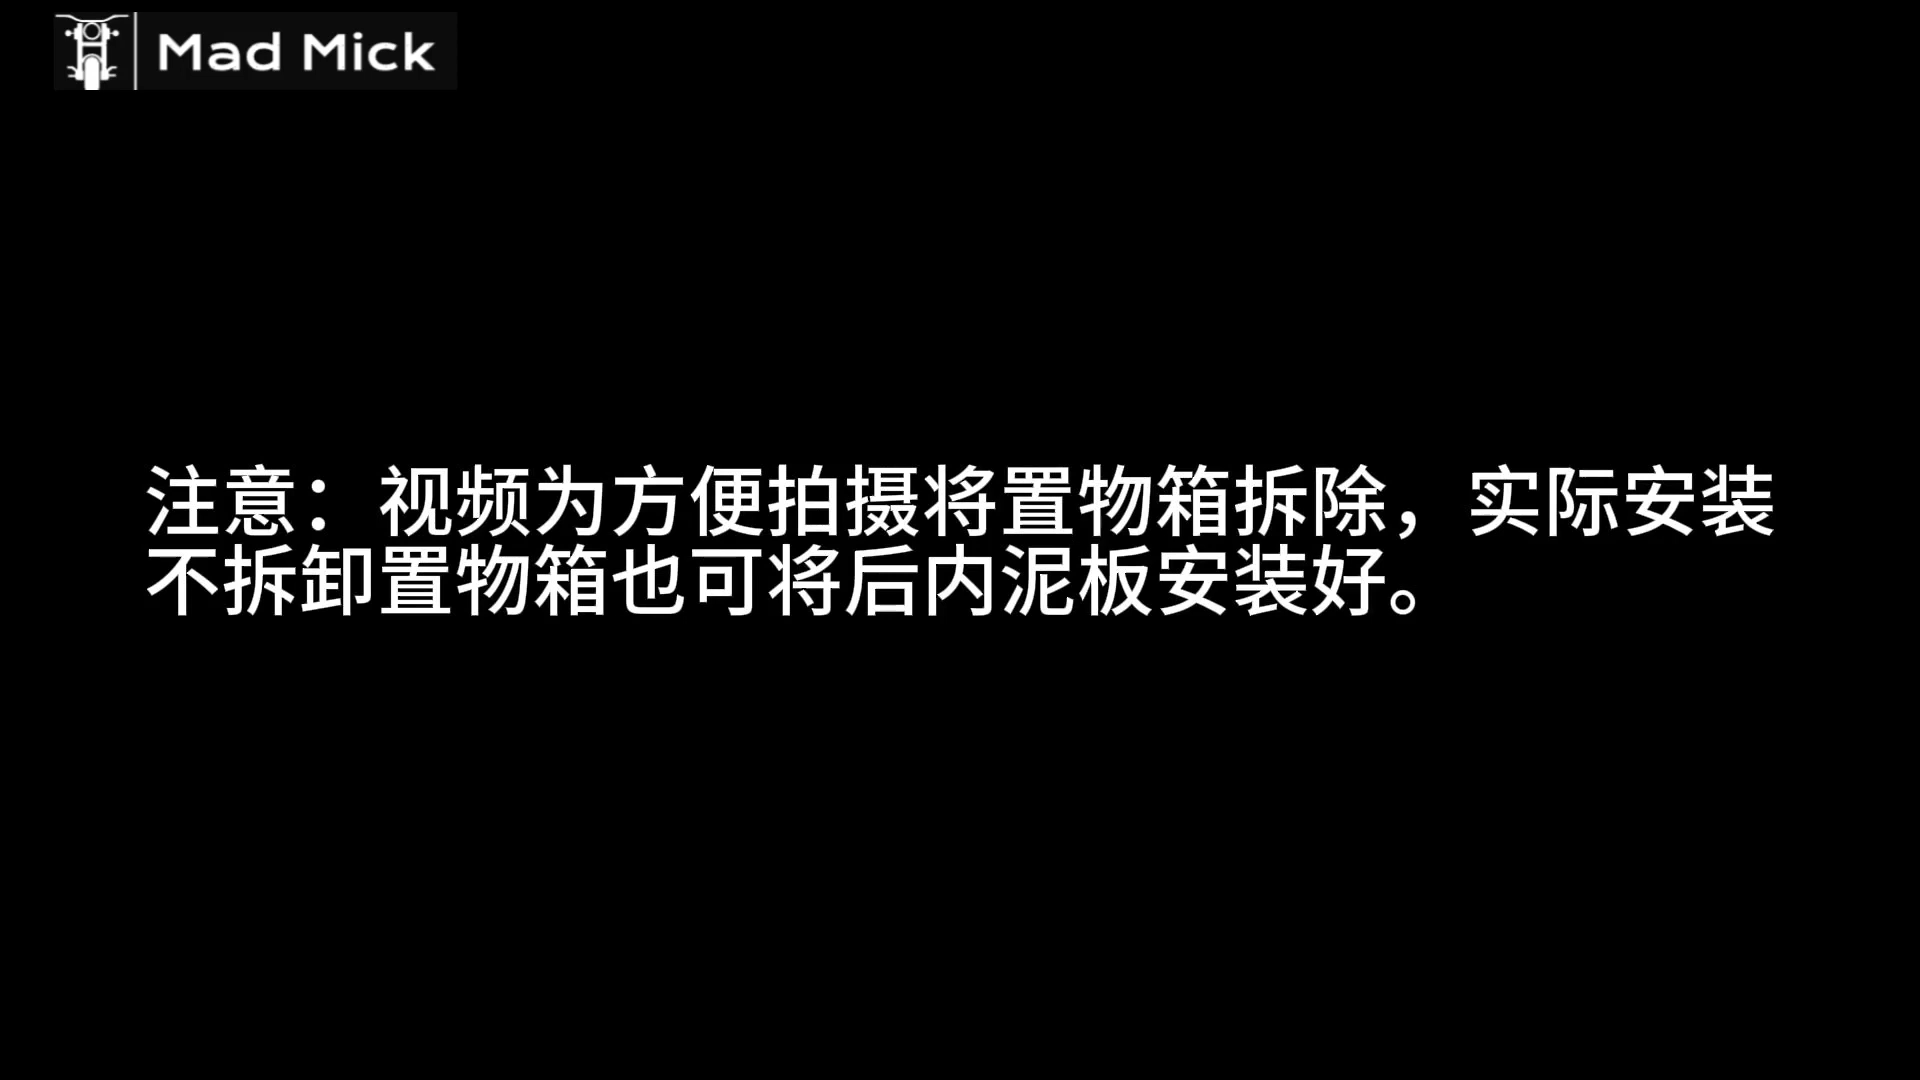 Mad Mick
注意：视频为方便拍摄将置物箱拆除，实际安装
不拆卸置物箱也可将后内泥板安装好。